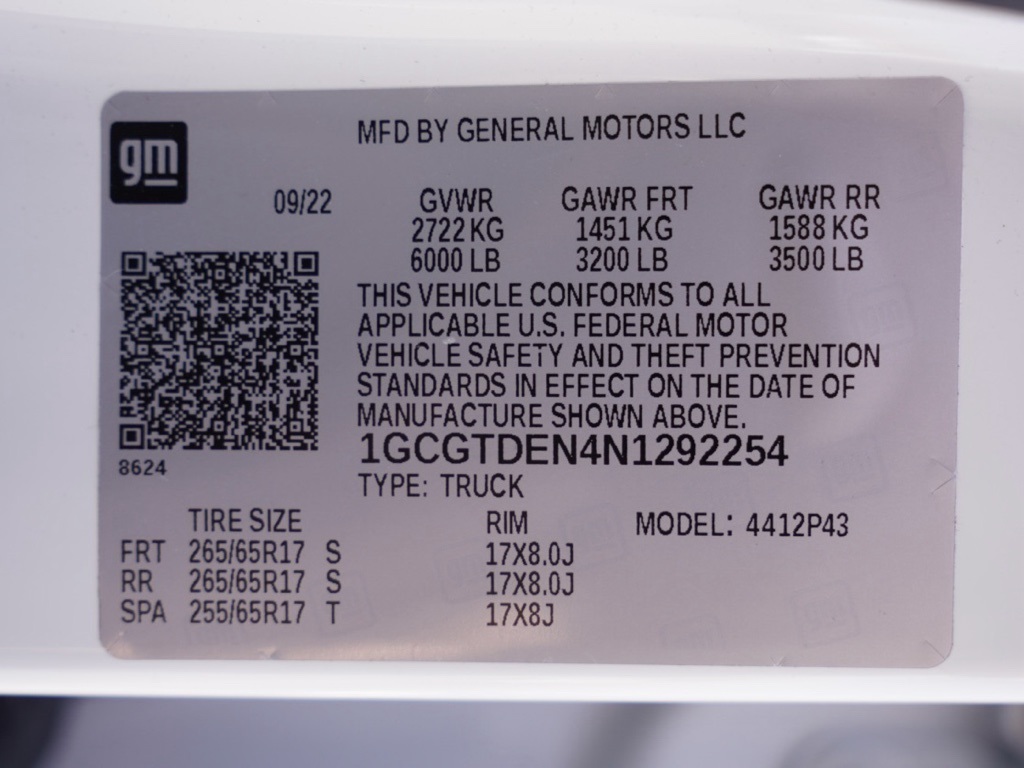 gm
MFD BY GENERAL MOTORS LLC
09/22 GVWR GAWR FRT GAWR RR
2722 KG 1451 KG 1588 KG
6000 LB 3200 LB 3500 LB
THIS VEHICLE CONFORMS TO ALL
APPLICABLE U.S. FEDERAL MOTOR
VEHICLE SAFETY AND THEFT PREVENTION
STANDARDS IN EFFECT ON THE DATE OF
MANUFACTURE SHOWN ABOVE.
1GCGTDEN4N1292254
8624
TYPE: TRUCK
TIRE SIZE RIM MODEL: 4412P43
FRT 265/65R17 S 17X8.0J
RR 265/65R17 S 17X8.0J
SPA 255/65R17 T 17X8J